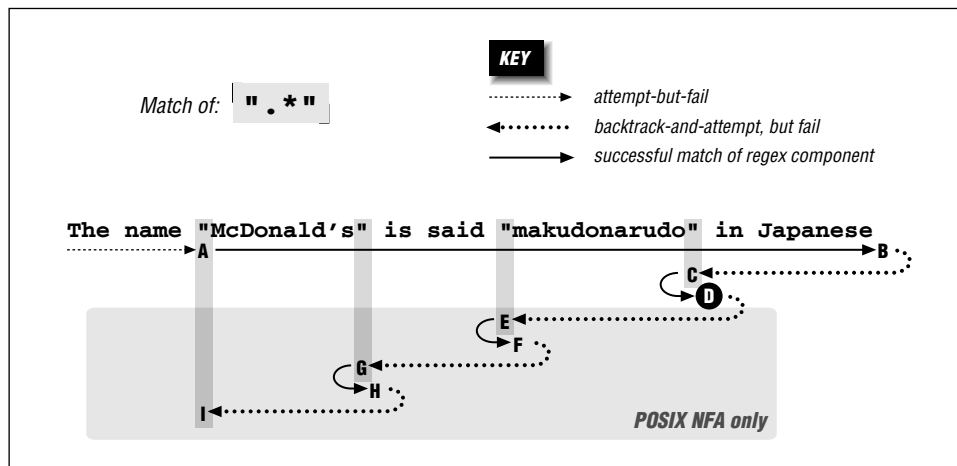 KEY
Match of: ".*"
attempt-but-fail
backtrack-and-attempt, but fail
successful match of regex component
The name "McDonald’s" is said "makudonarudo" in Japanese
A
B
C
D
E
F
G
H
I
POSIX NFA only